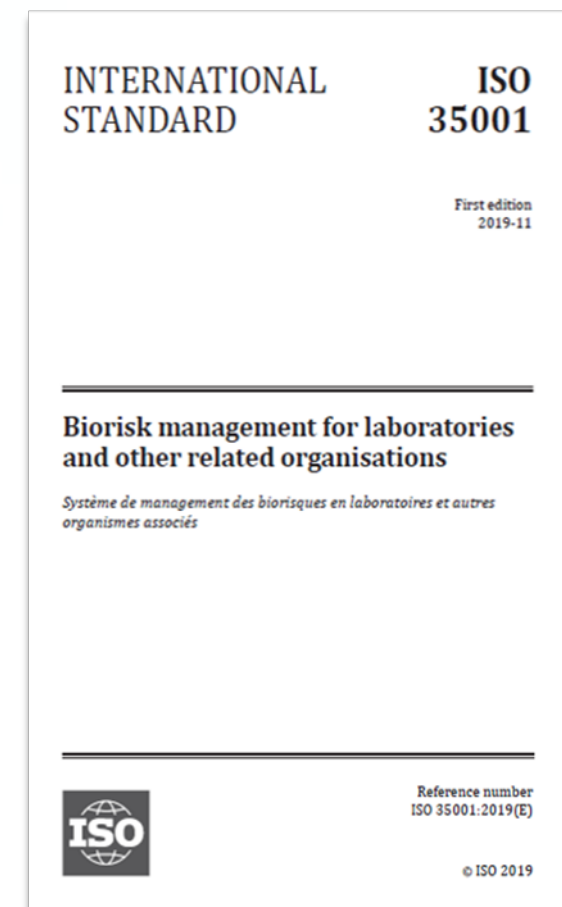 INTERNATIONAL
STANDARD
ISO
35001
First edition
2019-11
Biorisk management for laboratories
and other related organisations
Système de management des biorisques en laboratoires et autres
organismes associés
ISO
Reference number
ISO 35001:2019(E)
© ISO 2019